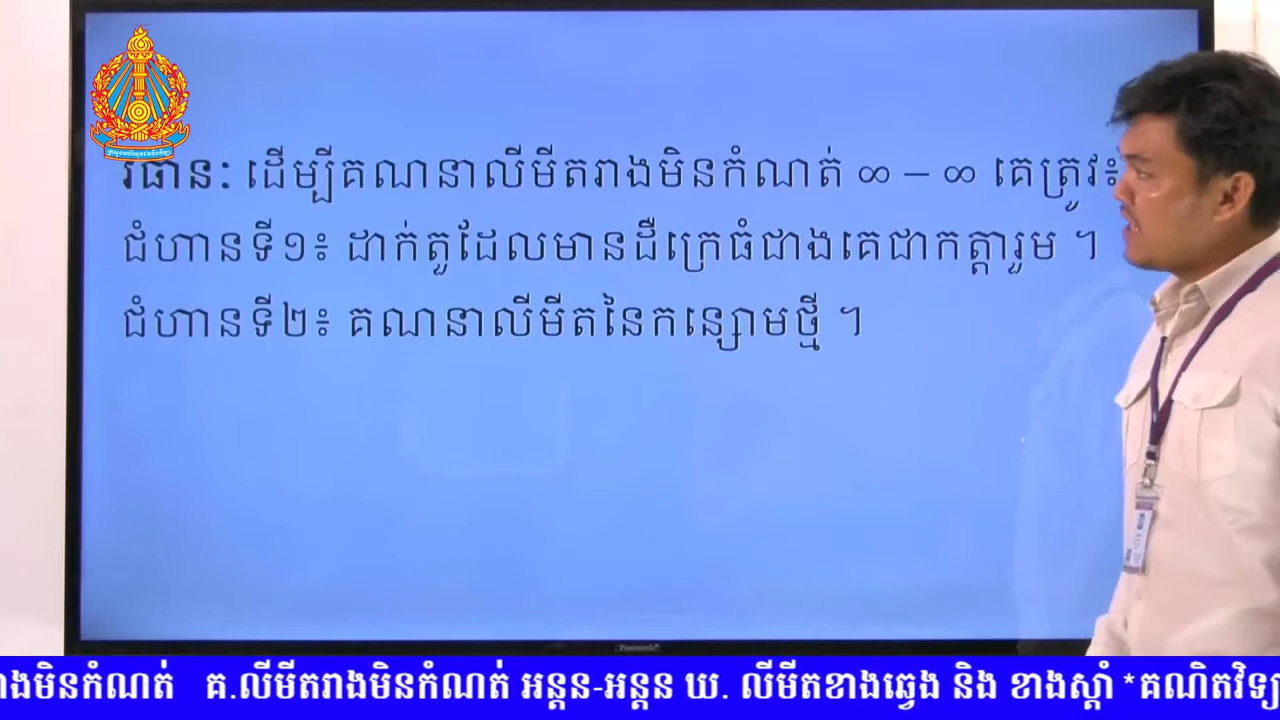 វិធាន: ដើម្បីគណនាលីមីតរាងមិនកំណត់ ∞ – ∞ គេត្រូវ៖
ជំហានទី១៖ ដាក់តួដែលមានដឺក្រេធំជាងគេជាកត្តារួម ។
ជំហានទី២៖ គណនាលីមីតនៃកន្សោមថ្មី ។
ងមិនកំណត់ គ.លីមីតរាងមិនកំណត់ អនន្ត-អនន្ត ឃ. លីមីតខាងឆ្វេង និង ខាងស្តាំ *គណិតវិទ្យា